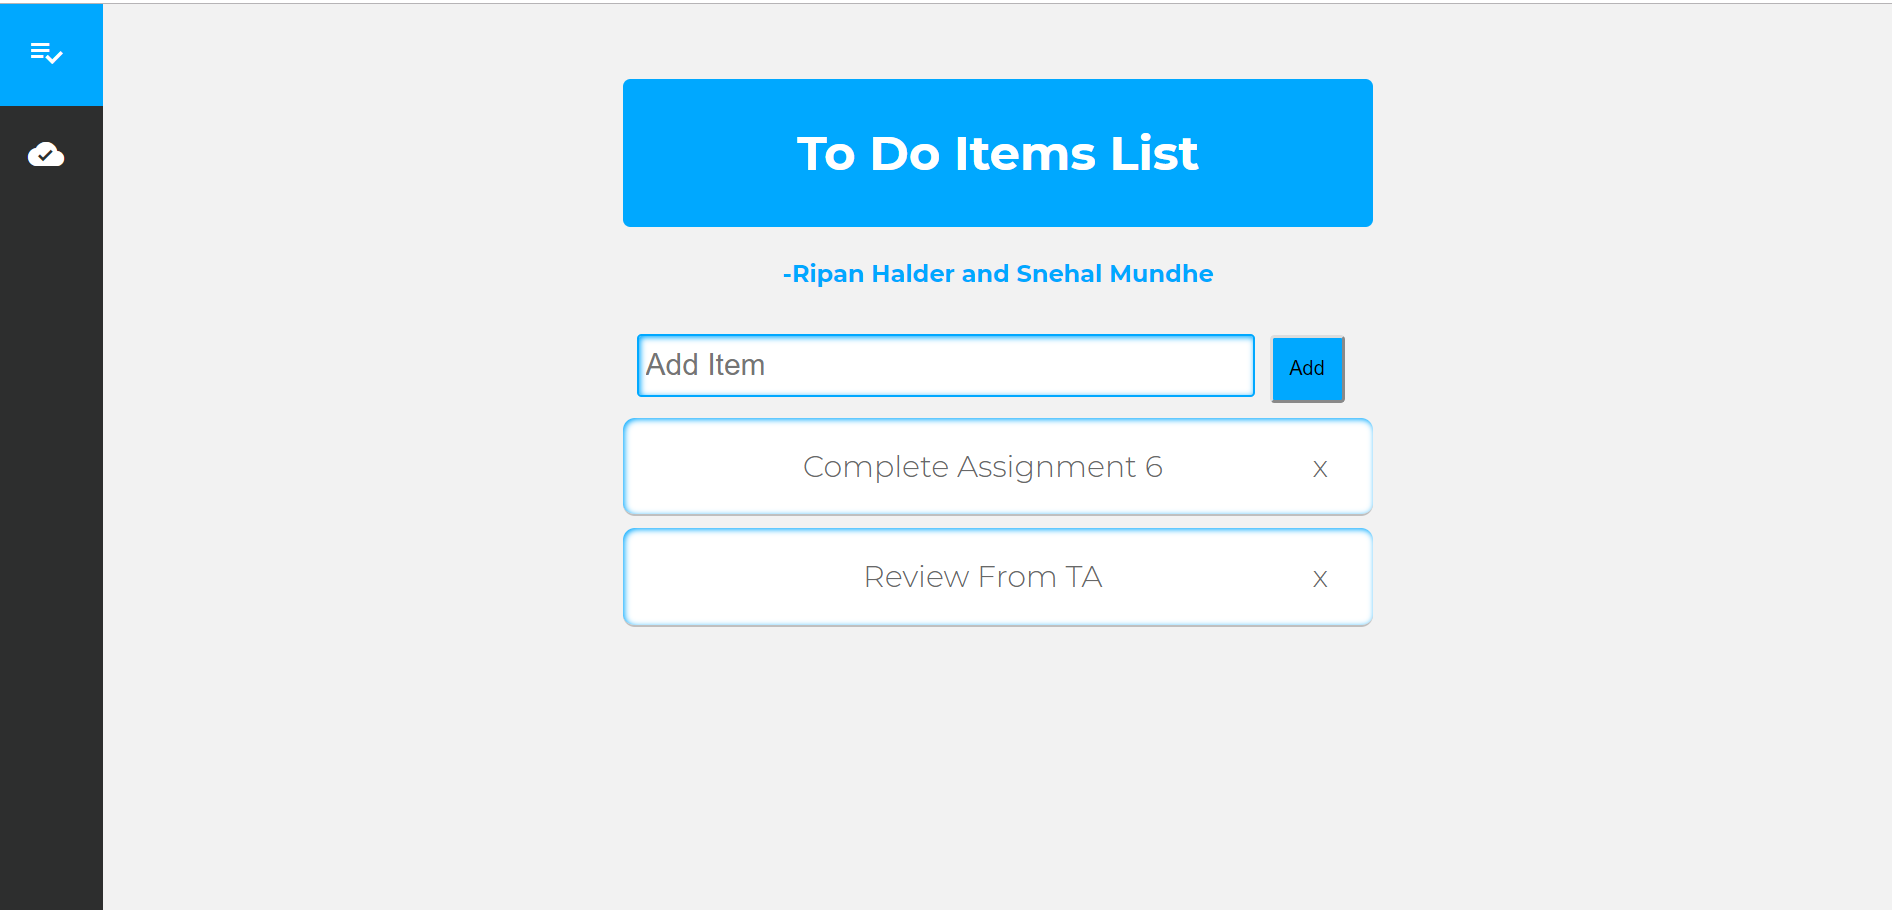 To Do Items List
-Ripan Halder and Snehal Mundhe
Add Item
Add
Complete Assignment 6 x
Review From TA x